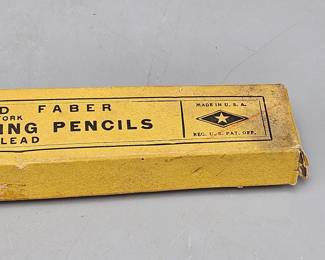 D FABER
YORK
ING PENCILS
LEAD
MADE IN U. S. A.
REG. U. S. PAT. OFF.